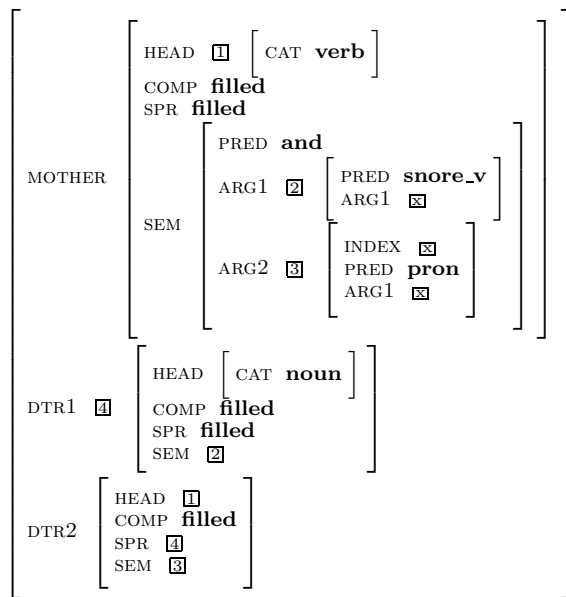 HEAD 1 [ CAT verb ]
COMP filled
SPR filled
PRED and
ARG1 2 PRED snore_v
ARG1 x
MOTHER
SEM
INDEX x
ARG2 3 PRED pron
ARG1 x
HEAD [ CAT noun ]
DTR1 4 COMP filled
SPR filled
SEM 2
HEAD 1
COMP filled
DTR2 SPR 4
SEM 3